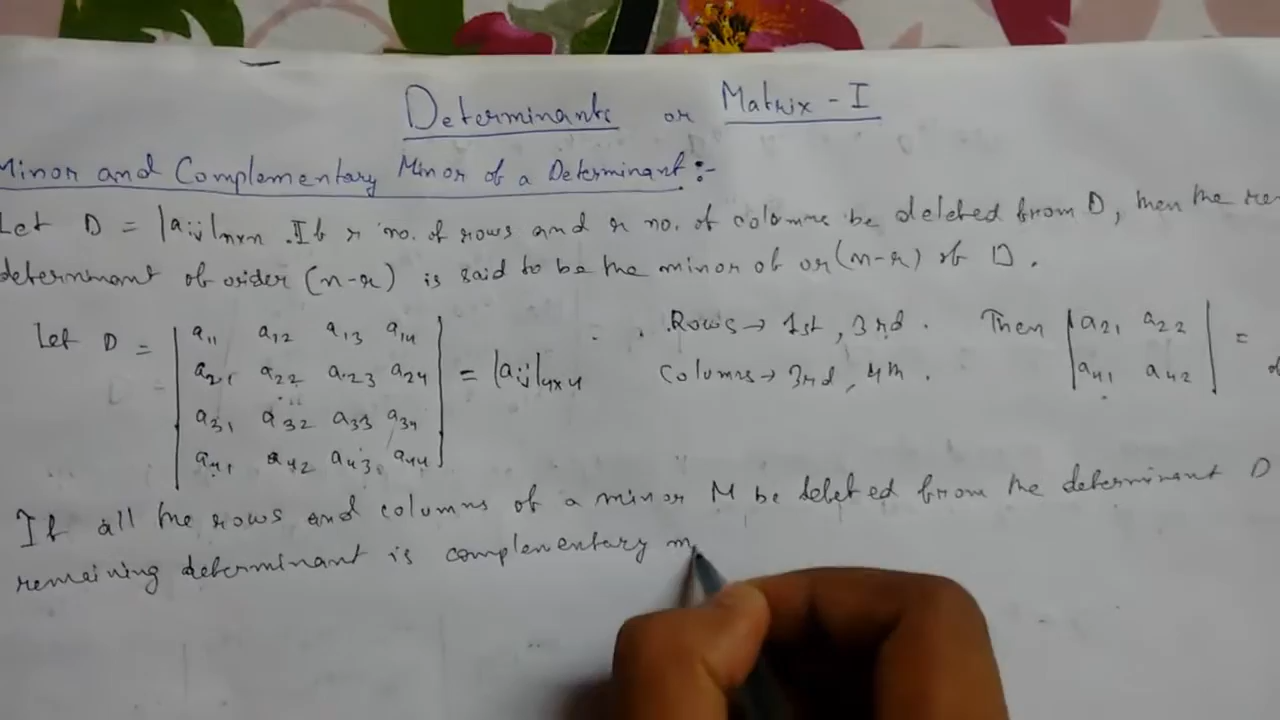 Determinants or Matrix - I
Minor and Complementary Minor of a Determinant :-
Let D = |aij|nxn . If r no. of rows and r no. of columns be deleted from D, then the re
determinant of order (n-r) is said to be the minor of or (n-r) of D.
Let D = | a11 a12 a13 a14 | = |aij|4x4 . Rows → 1st, 3rd . Then | a21 a22 | =
a21 a22 a23 a24 Columns → 3rd, 4th . a41 a42
a31 a32 a33 a34
a41 a42 a43 a44
If all the rows and columns of a minor M be deleted from the determinant D
remaining determinant is complementary m